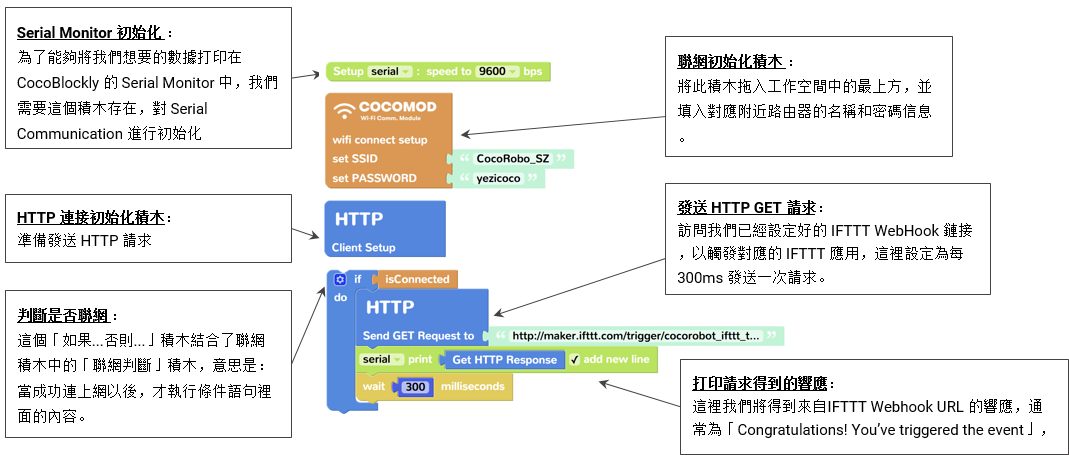 Serial Monitor 初始化：
為了能夠將我們想要的數據打印在
CocoBlockly 的 Serial Monitor 中，我們
需要這個積木存在，對 Serial
Communication 進行初始化
HTTP 連接初始化積木：
準備發送 HTTP 請求
判斷是否聯網：
這個「如果...否則...」積木結合了聯網
積木中的「聯網判斷」積木，意思是：
當成功連上網以後，才執行條件語句裡
面的內容。
Setup serial : speed to 9600 bps
COCOMOD
Wi-Fi Comm. Module
wifi connect setup
set SSID “ CocoRobo_SZ ”
set PASSWORD “ yezicoco ”
HTTP
Client Setup
if isConnected
do
HTTP
Send GET Request to “ http://maker.ifttt.com/trigger/cocorobot_ifttt_t... ”
serial print Get HTTP Response ✓ add new line
wait 300 milliseconds
聯網初始化積木：
將此積木拖入工作空間中的最上方，並
填入對應附近路由器的名稱和密碼信息
。
發送 HTTP GET 請求：
訪問我們已經設定好的 IFTTT WebHook 鏈接
，以觸發對應的 IFTTT 應用，這裡設定為每
300ms 發送一次請求。
打印請求得到的響應：
這裡我們將得到來自IFTTT Webhook URL 的響應，通
常為「Congratulations! You’ve triggered the event」，